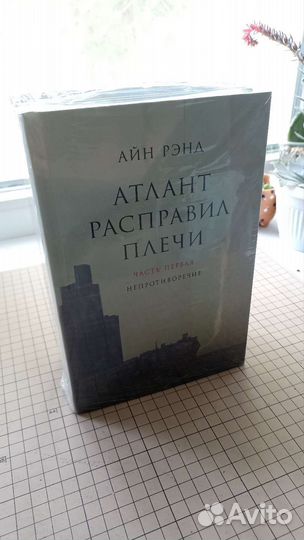 АЙН РЭНД
АТЛАНТ
РАСПРАВИЛ
ПЛЕЧИ
ЧАСТЬ ПЕРВАЯ
НЕПРОТИВОРЕЧИЕ
Avito